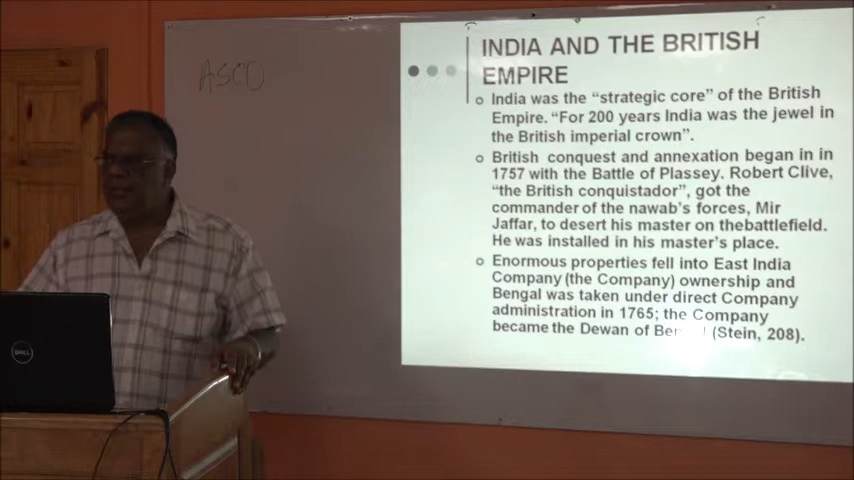 ASCO
INDIA AND THE BRITISH
EMPIRE
India was the “strategic core” of the British
Empire. “For 200 years India was the jewel in
the British imperial crown”.
British conquest and annexation began in in
1757 with the Battle of Plassey. Robert Clive,
“the British conquistador”, got the
commander of the nawab’s forces, Mir
Jaffar, to desert his master on thebattlefield.
He was installed in his master’s place.
Enormous properties fell into East India
Company (the Company) ownership and
Bengal was taken under direct Company
administration in 1765; the Company
became the Dewan of (Stein, 208).
DELL